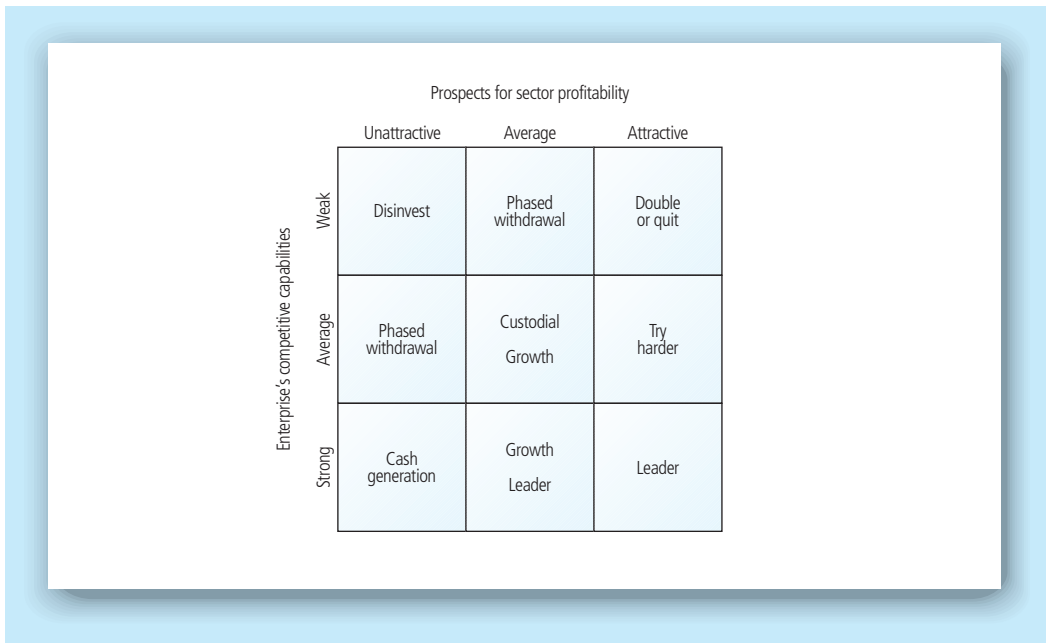 Prospects for sector profitability
Unattractive
Average
Attractive
Enterprise's competitive capabilities
Weak
Disinvest
Phased
withdrawal
Double
or quit
Average
Phased
withdrawal
Custodial
Growth
Try
harder
Strong
Cash
generation
Growth
Leader
Leader